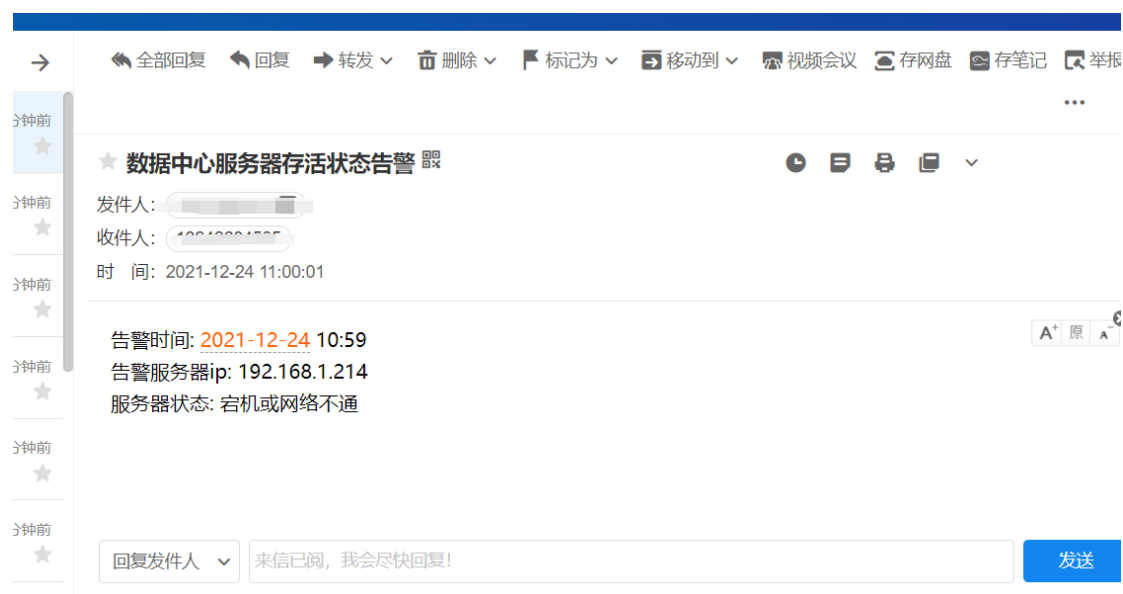 全部回复 回复 转发 删除 标记为 移动到 视频会议 存网盘 存笔记 举报
分钟前
数据中心服务器存活状态告警
发件人：
分钟前
收件人：
时 间：2021-12-24 11:00:01
分钟前
告警时间: 2021-12-24 10:59
A+ 原 A-
分钟前
告警服务器ip: 192.168.1.214
服务器状态: 宕机或网络不通
分钟前
分钟前
回复发件人 来信已阅，我会尽快回复！ 发送